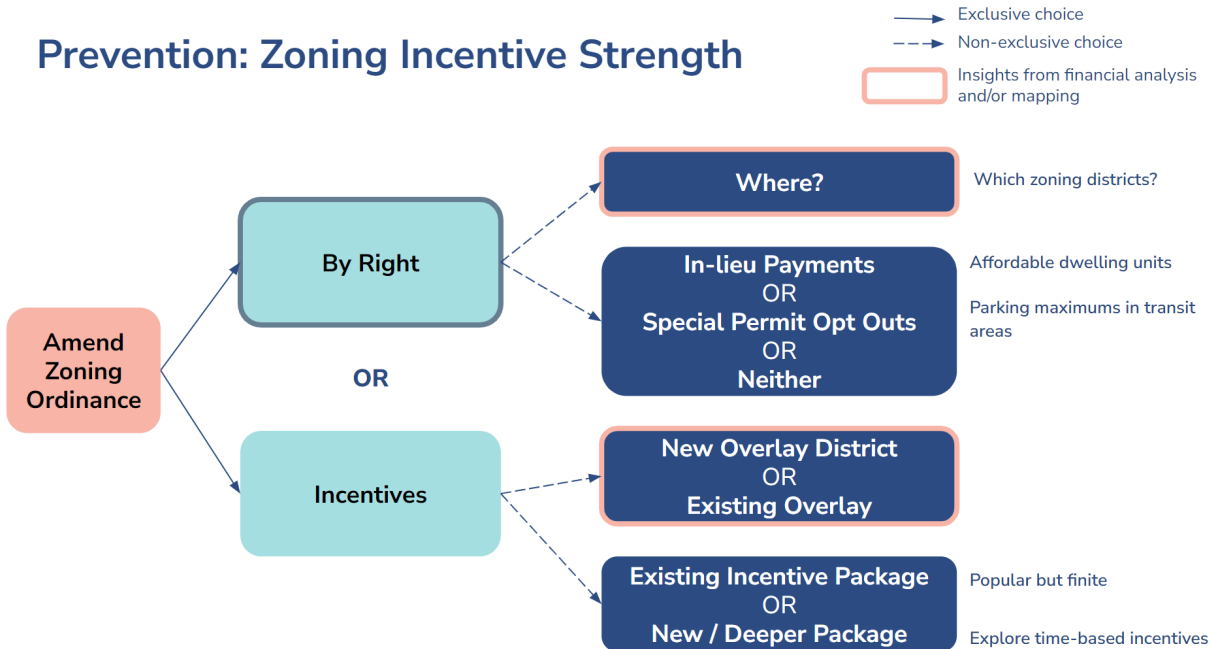 Prevention: Zoning Incentive Strength
Exclusive choice
Non-exclusive choice
Insights from financial analysis
and/or mapping
Amend
Zoning
Ordinance
By Right
OR
Incentives
Where?
Which zoning districts?
In-lieu Payments
OR
Special Permit Opt Outs
OR
Neither
Affordable dwelling units
Parking maximums in transit
areas
New Overlay District
OR
Existing Overlay
Existing Incentive Package
OR
New / Deeper Package
Popular but finite
Explore time-based incentives